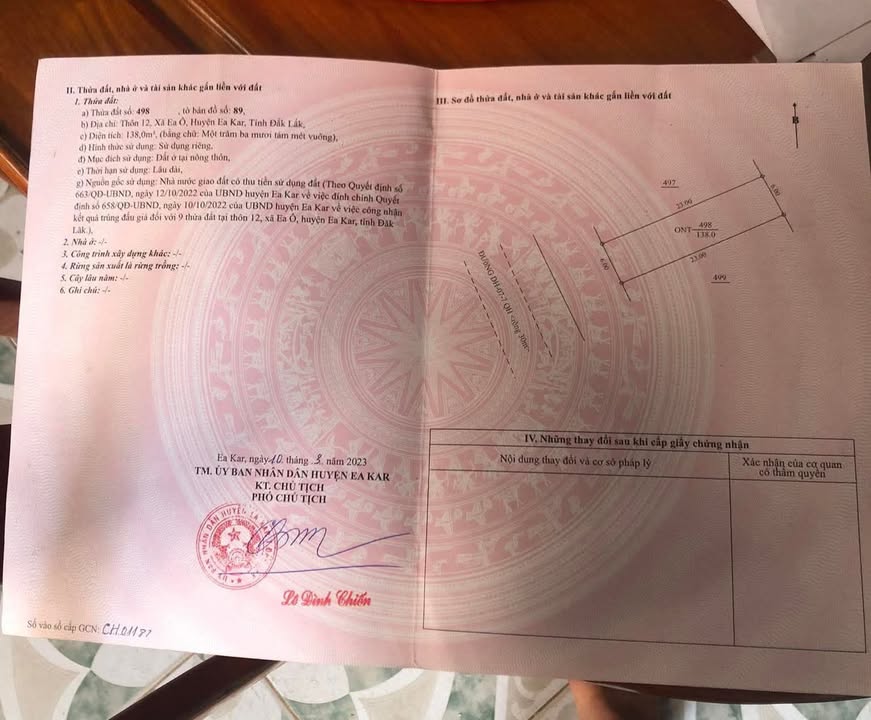 II. Thửa đất, nhà ở và tài sản khác gắn liền với đất
1. Thửa đất:
a) Thửa đất số: 498 , tờ bản đồ số: 89,
b) Địa chỉ: Thôn 12, Xã Ea Ô, Huyện Ea Kar, Tỉnh Đắk Lắk,
c) Diện tích: 138,0m², (bằng chữ: Một trăm ba mươi tám mét vuông),
d) Hình thức sử dụng: Sử dụng riêng,
đ) Mục đích sử dụng: Đất ở tại nông thôn,
e) Thời hạn sử dụng: Lâu dài,
g) Nguồn gốc sử dụng: Nhà nước giao đất có thu tiền sử dụng đất (Theo Quyết định số
663/QĐ-UBND, ngày 12/10/2022 của UBND huyện Ea Kar về việc đính chính Quyết
định số 658/QĐ-UBND, ngày 10/10/2022 của UBND huyện Ea Kar về việc công nhận
kết quả trúng đấu giá đối với 9 thửa đất tại thôn 12, xã Ea Ô, huyện Ea Kar, tỉnh Đắk
Lắk.),
2. Nhà ở: -/-
3. Công trình xây dựng khác: -/-
4. Rừng sản xuất là rừng trồng: -/-
5. Cây lâu năm: -/-
6. Ghi chú: -/-
Ea Kar, ngày 10 tháng 3 năm 2023
TM. ỦY BAN NHÂN DÂN HUYỆN EA KAR
KT. CHỦ TỊCH
PHÓ CHỦ TỊCH
Lê Đình Chiến
Số vào sổ cấp GCN: CH.01187
III. Sơ đồ thửa đất, nhà ở và tài sản khác gắn liền với đất
B
497
23.00
6.00
ONT 498
138.0
6.00
23.00
499
ĐƯỜNG ĐH-07-7 QH
IV. Những thay đổi sau khi cấp giấy chứng nhận
Nội dung thay đổi và cơ sở pháp lý
Xác nhận của cơ quan
có thẩm quyền